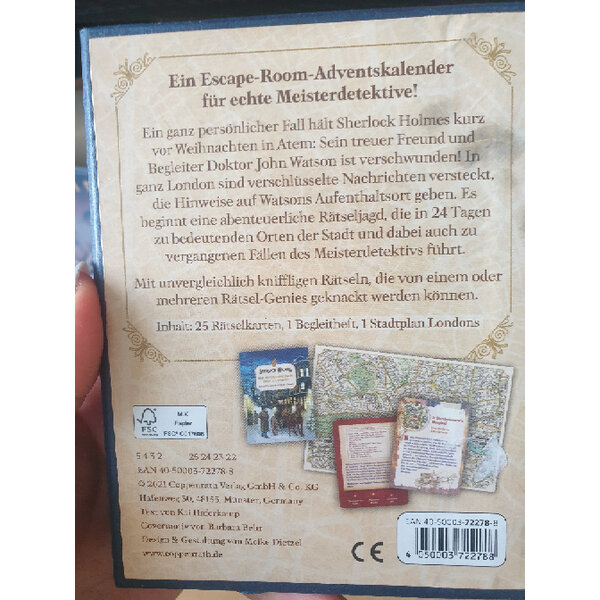 Ein Escape-Room-Adventskalender
für echte Meisterdetektive!
Ein ganz persönlicher Fall hält Sherlock Holmes kurz
vor Weihnachten in Atem: Sein treuer Freund und
Begleiter Doktor John Watson ist verschwunden! In
ganz London sind verschlüsselte Nachrichten versteckt,
die Hinweise auf Watsons Aufenthaltsort geben. Es
beginnt eine abenteuerliche Rätseljagd, die in 24 Tagen
zu bedeutenden Orten der Stadt und dabei auch zu
vergangenen Fällen des Meisterdetektivs führt.
Mit unvergleichlich kniffligen Rätseln, die von einem oder
mehreren Rätsel-Genies geknackt werden können.
Inhalt: 25 Rätselkarten, 1 Begleitheft, 1 Stadtplan Londons
FSC
MIX
Papier
5 4 3 2 25 24 23 22
EAN 40-50003-72278-8
© 2021 Coppenrath Verlag GmbH & Co. KG
Hafenweg 30, 48155 Münster, Germany
Text von Kai Haferkamp
Covermotiv von Barbara Behr
Design & Gestaltung von Meike Dietzel
www.coppenrath.de
CE
EAN 40-50003-72278-8
4 050003 722788